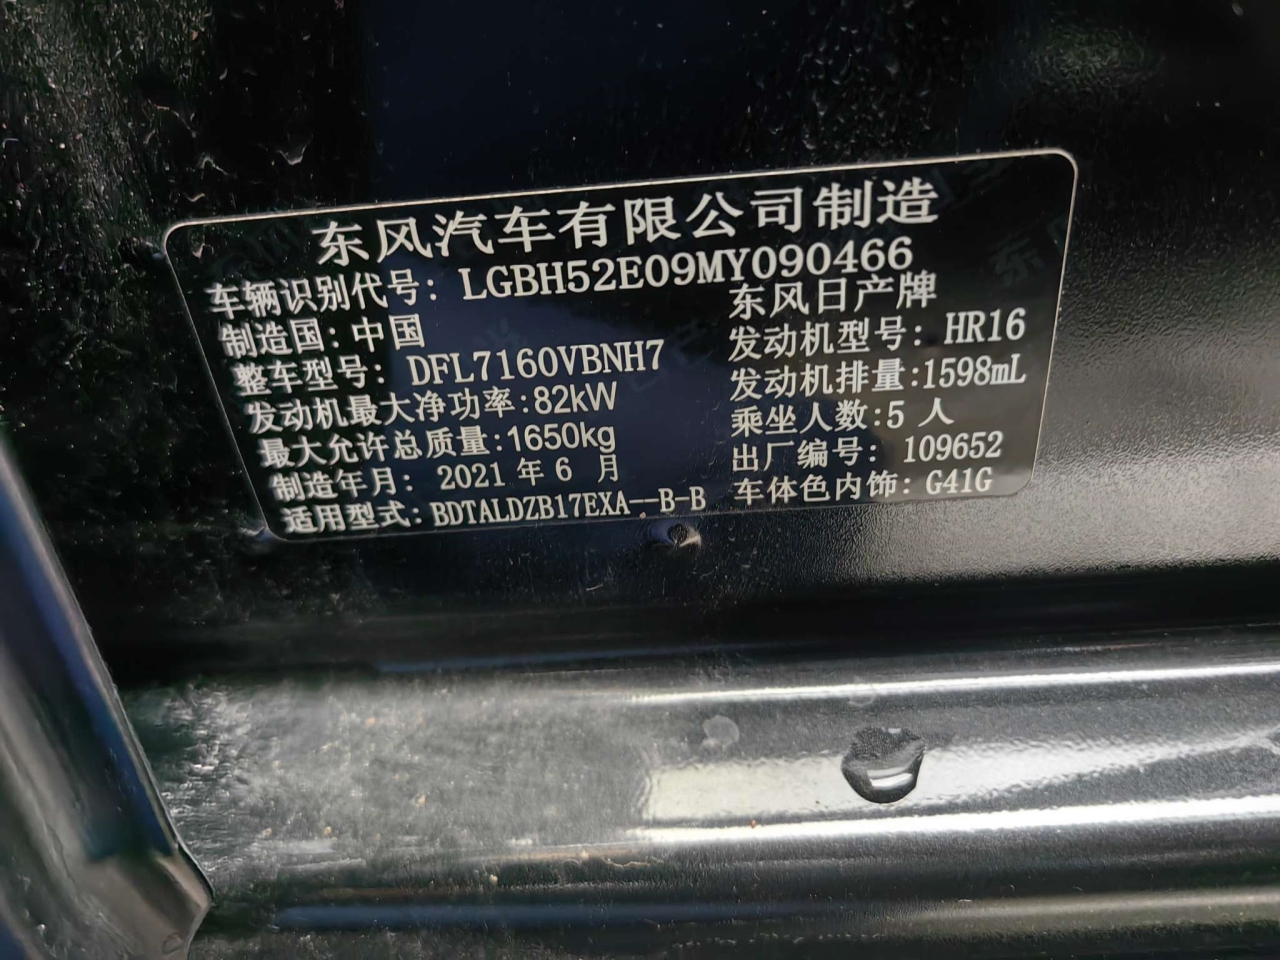 东风汽车有限公司制造
车辆识别代号：LGBH52E09MY090466
制造国：中国 东风日产牌
整车型号：DFL7160VBNH7 发动机型号：HR16
发动机最大净功率:82kW 发动机排量:1598mL
最大允许总质量:1650kg 乘坐人数:5 人
制造年月：2021 年 6 月 出厂编号：109652
适用型式：BDTALDZB17EXA--B-B 车体色内饰：G41G